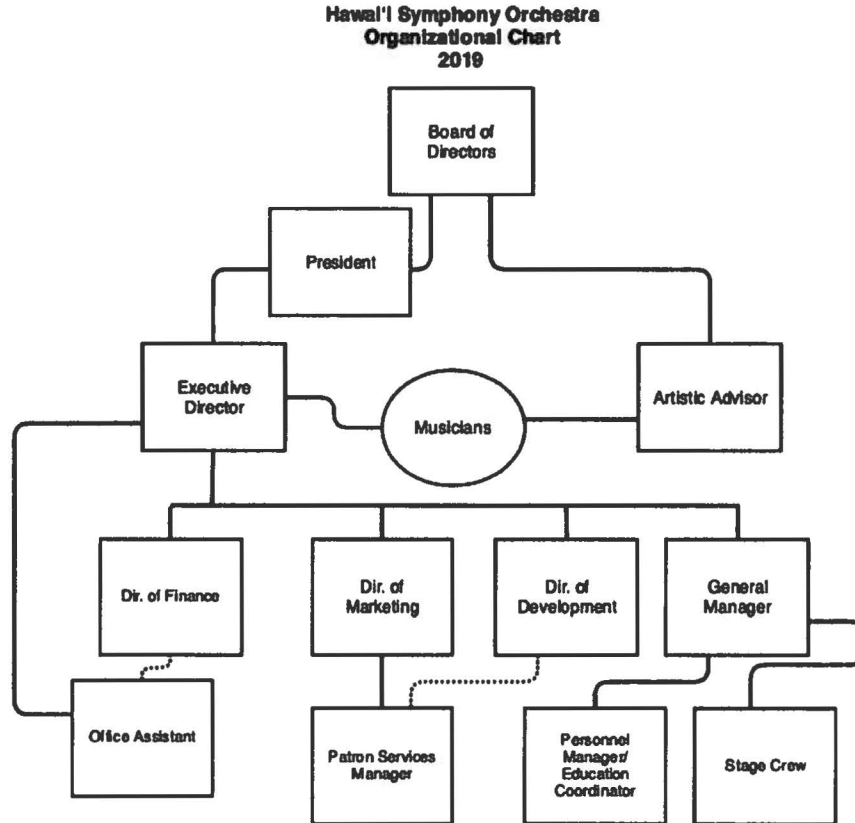 Hawai'i Symphony Orchestra
Organizational Chart
2019
Board of
Directors
President
Executive
Director
Musicians
Artistic Advisor
Dir. of Finance
Dir. of
Marketing
Dir. of
Development
General
Manager
Office Assistant
Patron Services
Manager
Personnel
Manager/
Education
Coordinator
Stage Crew